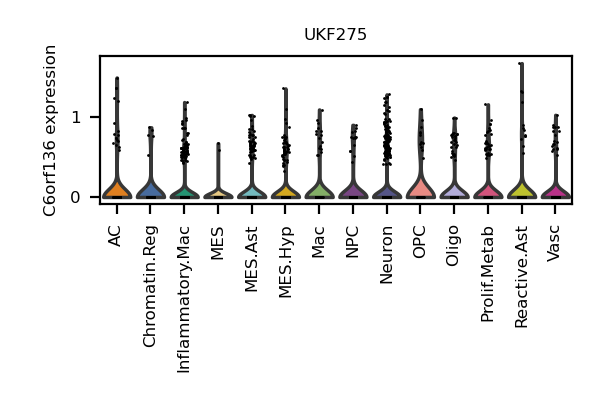 UKF275
C6orf136 expression
1
0
AC
Chromatin.Reg
Inflammatory.Mac
MES
MES.Ast
MES.Hyp
Mac
NPC
Neuron
OPC
Oligo
Prolif.Metab
Reactive.Ast
Vasc